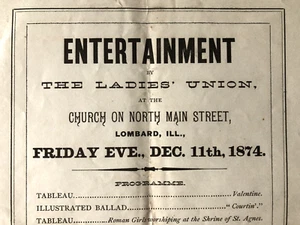 ENTERTAINMENT
BY
THE LADIES' UNION,
AT THE
CHURCH ON NORTH MAIN STREET,
LOMBARD, ILL.,
FRIDAY EVE., DEC. 11th, 1874.
PROGRAMME.
TABLEAU............Valentine.
ILLUSTRATED BALLAD............"Courtin'."
TABLEAU............Roman Girls worshiping at the Shrine of St. Agnes.